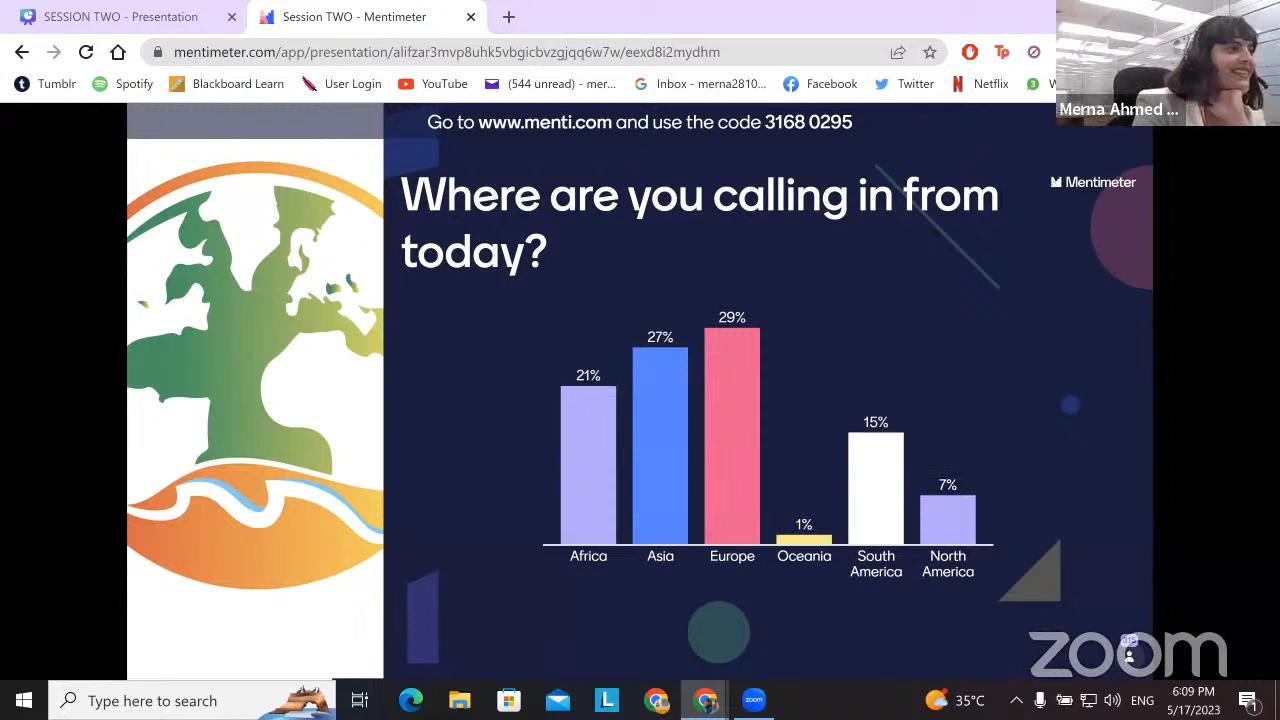 SESSION TWO - Presentation
Session TWO - Mentimeter
mentimeter.com/app/presentation/alifzar3mvp8uhk5vbgicbvzgjqq6w7w/eexd8i2mydhm
Tp
Tumblr
Spotify
Blackboard Learn
User login
YouTube
(544 unread) - mer...
Inbox - merna2810...
Facebook
Twitter
Netflix
Merna Ahmed ...
Go to www.menti.com and use the code 3168 0295
Where are you calling in from
today?
Mentimeter
21%
27%
29%
1%
15%
7%
Africa
Asia
Europe
Oceania
South
America
North
America
zoom
Type here to search
L
zoom
35°C
ENG
6:09 PM
5/17/2023
1